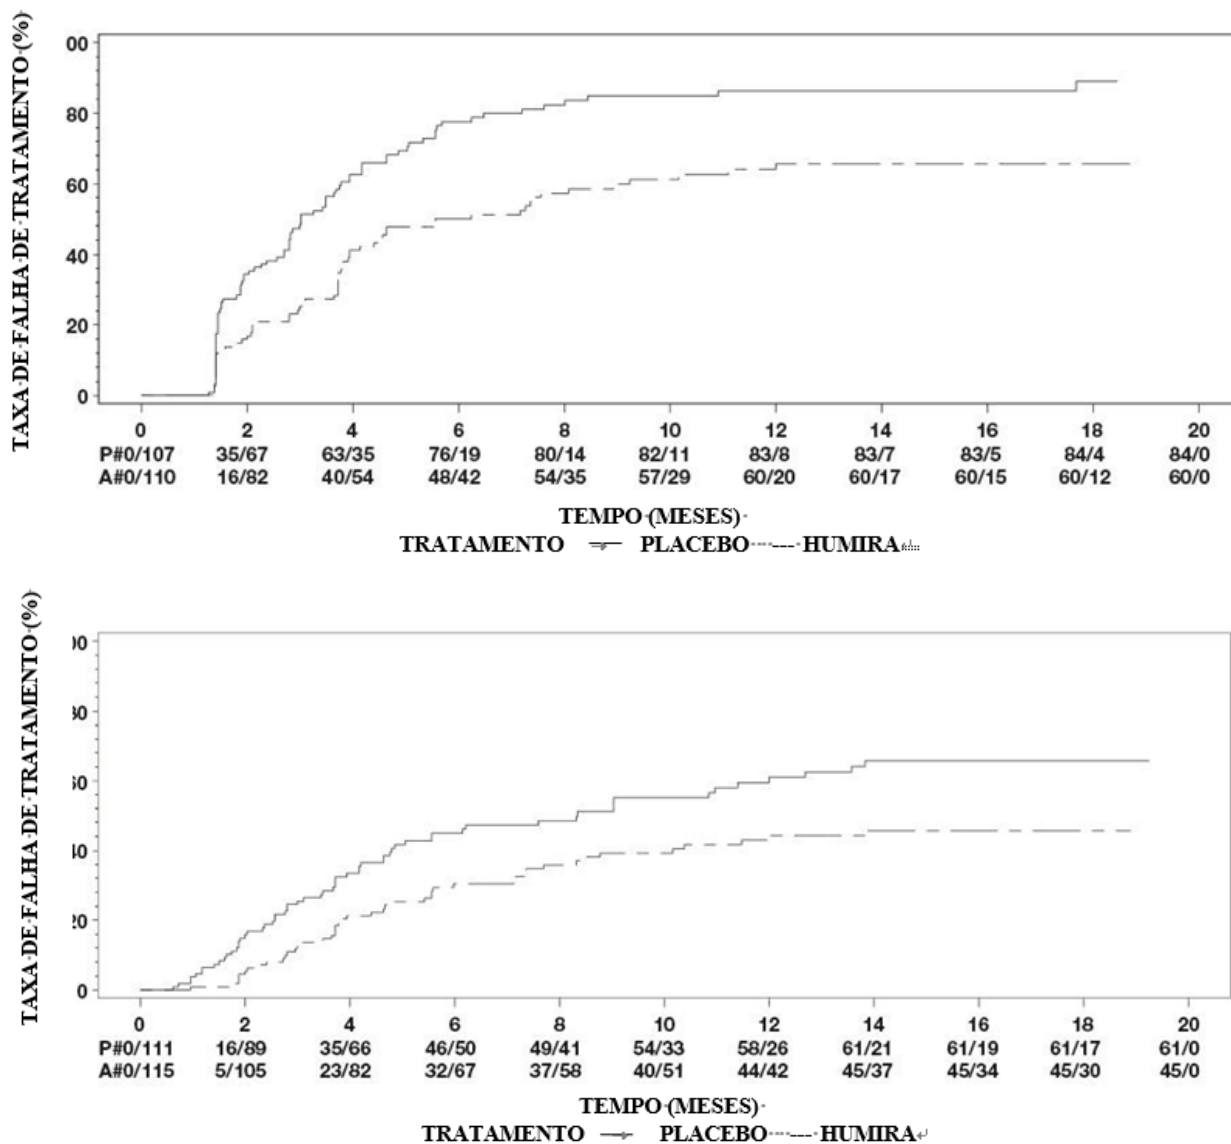 TAXA·DE·FALHA·DE·TRATAMENTO·(%)
00
80
60
40
20
0
0 2 4 6 8 10 12 14 16 18 20
P#0/107 35/67 63/35 76/19 80/14 82/11 83/8 83/7 83/5 84/4 84/0
A#0/110 16/82 40/54 48/42 54/35 57/29 60/20 60/17 60/15 60/12 60/0
TEMPO·(MESES)·
TRATAMENTO PLACEBO HUMIRA
TAXA·DE·FALHA·DE·TRATAMENTO·(%)
00
80
60
40
20
0
0 2 4 6 8 10 12 14 16 18 20
P#0/111 16/89 35/66 46/50 49/41 54/33 58/26 61/21 61/19 61/17 61/0
A#0/115 5/105 23/82 32/67 37/58 40/51 44/42 45/37 45/34 45/30 45/0
TEMPO·(MESES)·
TRATAMENTO PLACEBO HUMIRA